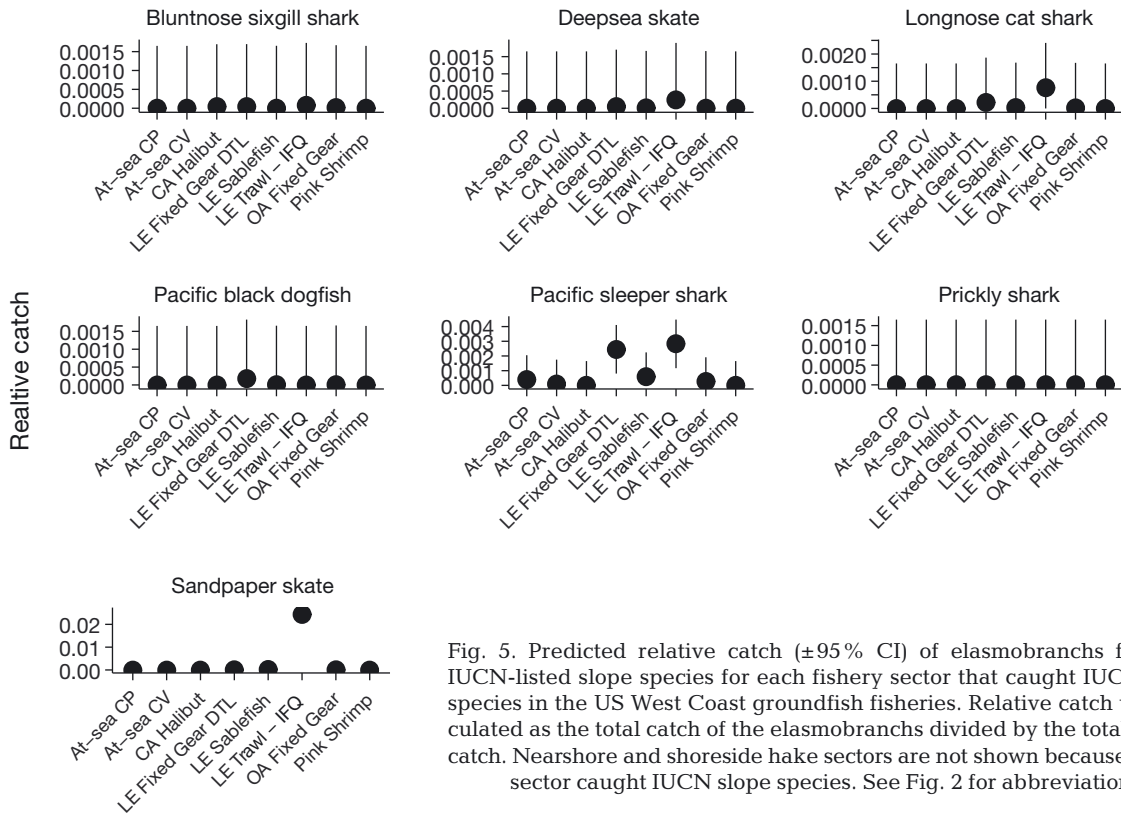 Bluntnose sixgill shark
Deepsea skate
Longnose cat shark
0.0015
0.0010
0.0005
0.0000
0.0015
0.0010
0.0005
0.0000
0.0020
0.0010
0.0000
At–sea CP
At–sea CV
CA Halibut
LE Fixed Gear DTL
LE Sablefish
LE Trawl – IFQ
OA Fixed Gear
Pink Shrimp
At–sea CP
At–sea CV
CA Halibut
LE Fixed Gear DTL
LE Sablefish
LE Trawl – IFQ
OA Fixed Gear
Pink Shrimp
At–sea CP
At–sea CV
CA Halibut
LE Fixed Gear DTL
LE Sablefish
LE Trawl – IFQ
OA Fixed Gear
Pink Shrimp
Realtive catch
Pacific black dogfish
Pacific sleeper shark
Prickly shark
0.0015
0.0010
0.0005
0.0000
0.004
0.003
0.002
0.001
0.000
0.0015
0.0010
0.0005
0.0000
At–sea CP
At–sea CV
CA Halibut
LE Fixed Gear DTL
LE Sablefish
LE Trawl – IFQ
OA Fixed Gear
Pink Shrimp
At–sea CP
At–sea CV
CA Halibut
LE Fixed Gear DTL
LE Sablefish
LE Trawl – IFQ
OA Fixed Gear
Pink Shrimp
At–sea CP
At–sea CV
CA Halibut
LE Fixed Gear DTL
LE Sablefish
LE Trawl – IFQ
OA Fixed Gear
Pink Shrimp
Sandpaper skate
0.02
0.01
0.00
At–sea CP
At–sea CV
CA Halibut
LE Fixed Gear DTL
LE Sablefish
LE Trawl – IFQ
OA Fixed Gear
Pink Shrimp
Fig. 5. Predicted relative catch (±95% CI) of elasmobranchs
IUCN-listed slope species for each fishery sector that caught
species in the US West Coast groundfish fisheries. Relative catch
culated as the total catch of the elasmobranchs divided by the total
catch. Nearshore and shoreside hake sectors are not shown because
sector caught IUCN slope species. See Fig. 2 for